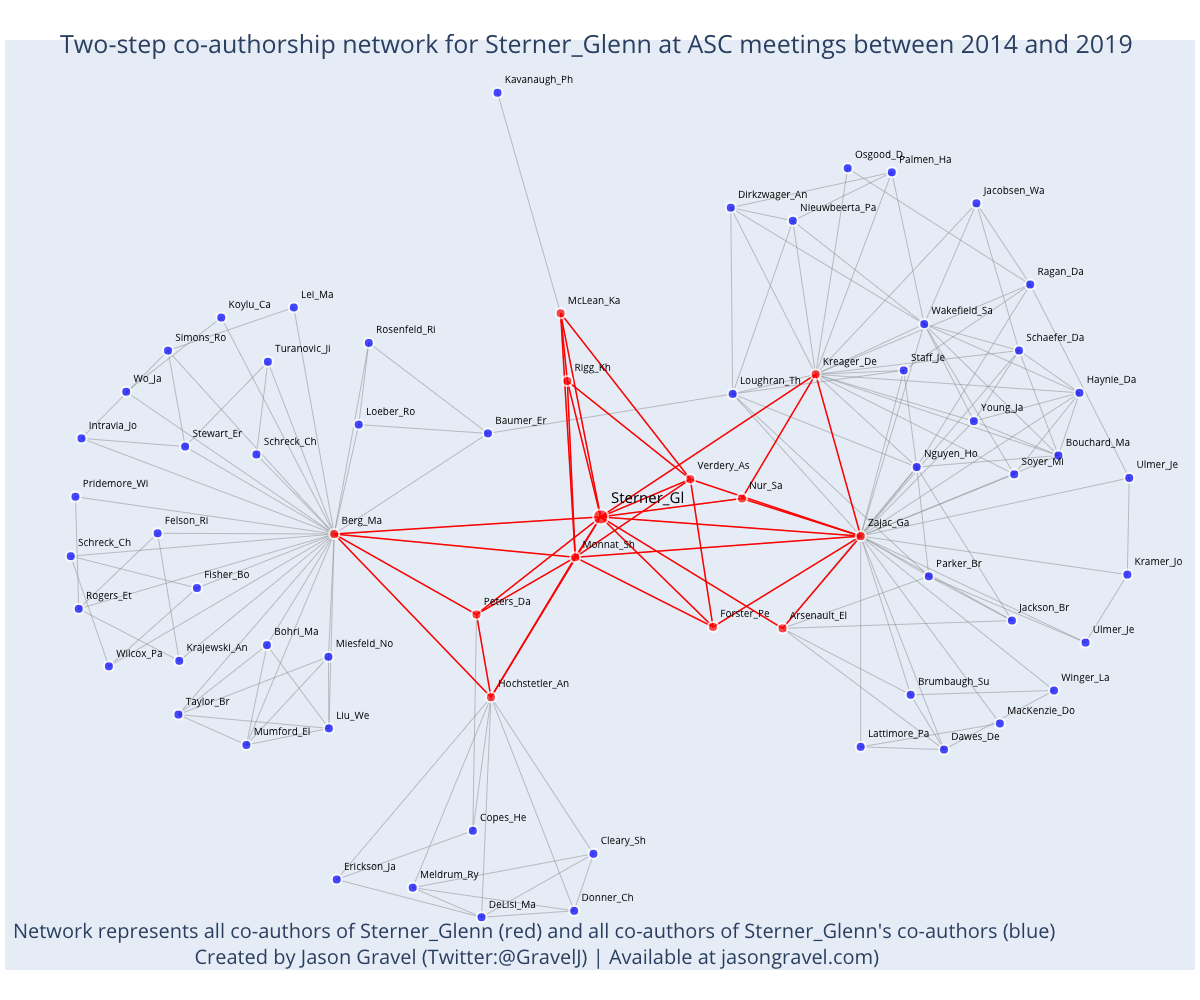 Two-step co-authorship network for Sterner_Glenn at ASC meetings between 2014 and 2019
Kavanaugh_Ph
Osgood_D
Palmen_Ha
Dirkzwager_An
Jacobsen_Wa
Nieuwbeerta_Pa
Ragan_Da
Lei_Ma
Koylu_Ca
McLean_Ka
Wakefield_Sa
Rosenfeld_Ri
Simons_Ro
Schaefer_Da
Turanovic_Ji
Staff_Je
Kreager_De
Rigg_Kh
Wo_Ja
Loughran_Th
Haynie_Da
Loeber_Ro
Young_Ja
Baumer_Er
Intravia_Jo
Stewart_Er
Schreck_Ch
Bouchard_Ma
Nguyen_Ho
Soyer_Mi
Verdery_As
Ulmer_Je
Pridemore_Wi
Nur_Sa
Sterner_Gl
Felson_Ri
Berg_Ma
Zajac_Ga
Schreck_Ch
Monnat_Sh
Kramer_Jo
Parker_Br
Fisher_Bo
Rogers_Et
Peters_Da
Jackson_Br
Forster_Pe
Arsenault_El
Bohri_Ma
Ulmer_Je
Miesfeld_No
Krajewski_An
Wilcox_Pa
Winger_La
Hochstetler_An
Brumbaugh_Su
Taylor_Br
MacKenzie_Do
Liu_We
Mumford_El
Lattimore_Pa
Dawes_De
Copes_He
Cleary_Sh
Erickson_Ja
Meldrum_Ry
Donner_Ch
DeLisi_Ma
Network represents all co-authors of Sterner_Glenn (red) and all co-authors of Sterner_Glenn's co-authors (blue)
Created by Jason Gravel (Twitter:@GravelJ) | Available at jasongravel.com)